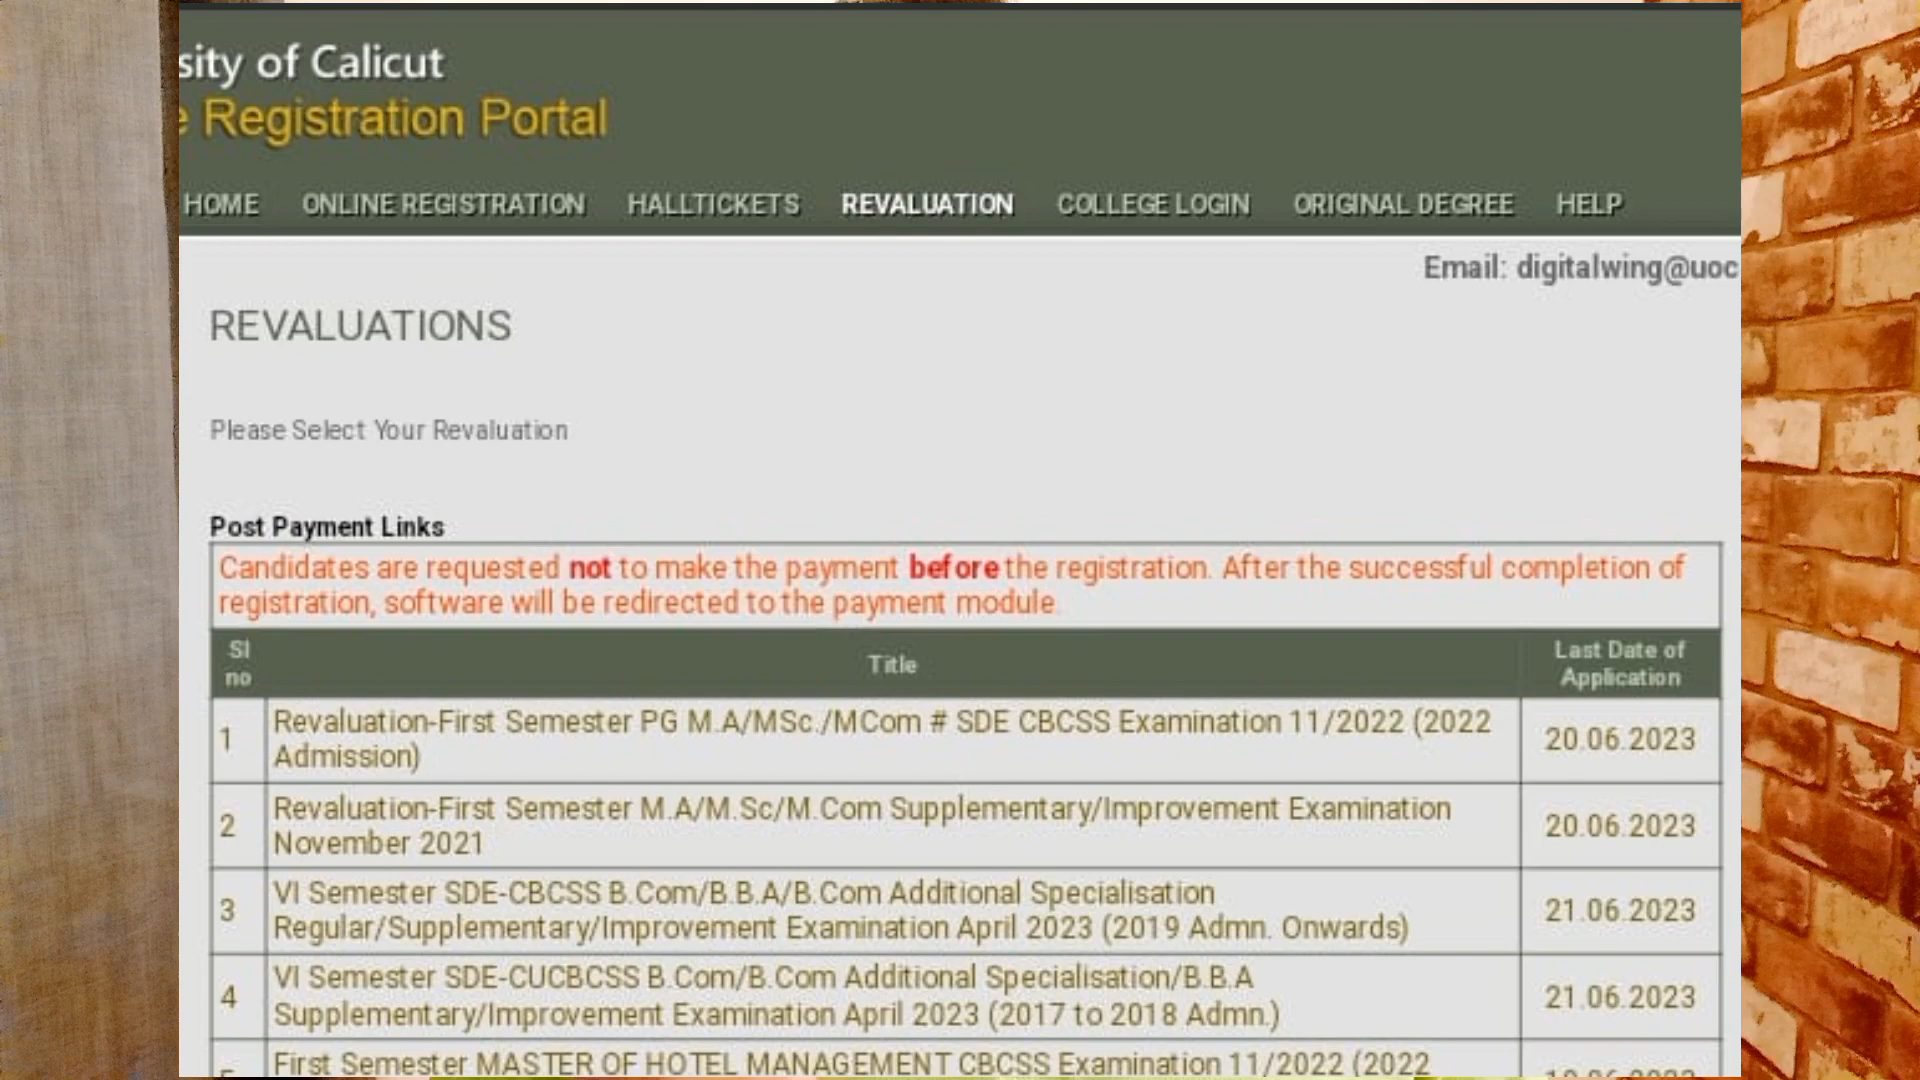 sity of Calicut
e Registration Portal
HOME ONLINE REGISTRATION HALLTICKETS REVALUATION COLLEGE LOGIN ORIGINAL DEGREE HELP
Email: digitalwing@uoc
REVALUATIONS
Please Select Your Revaluation
Post Payment Links
Candidates are requested not to make the payment before the registration. After the successful completion of
registration, software will be redirected to the payment module.
Sl no Title Last Date of Application
1 Revaluation-First Semester PG M.A/MSc./MCom # SDE CBCSS Examination 11/2022 (2022
Admission) 20.06.2023
2 Revaluation-First Semester M.A/M.Sc/M.Com Supplementary/Improvement Examination
November 2021 20.06.2023
3 VI Semester SDE-CBCSS B.Com/B.B.A/B.Com Additional Specialisation
Regular/Supplementary/Improvement Examination April 2023 (2019 Admn. Onwards) 21.06.2023
4 VI Semester SDE-CUCBCSS B.Com/B.Com Additional Specialisation/B.B.A
Supplementary/Improvement Examination April 2023 (2017 to 2018 Admn.) 21.06.2023
First Semester MASTER OF HOTEL MANAGEMENT CBCSS Examination 11/2022 (2022